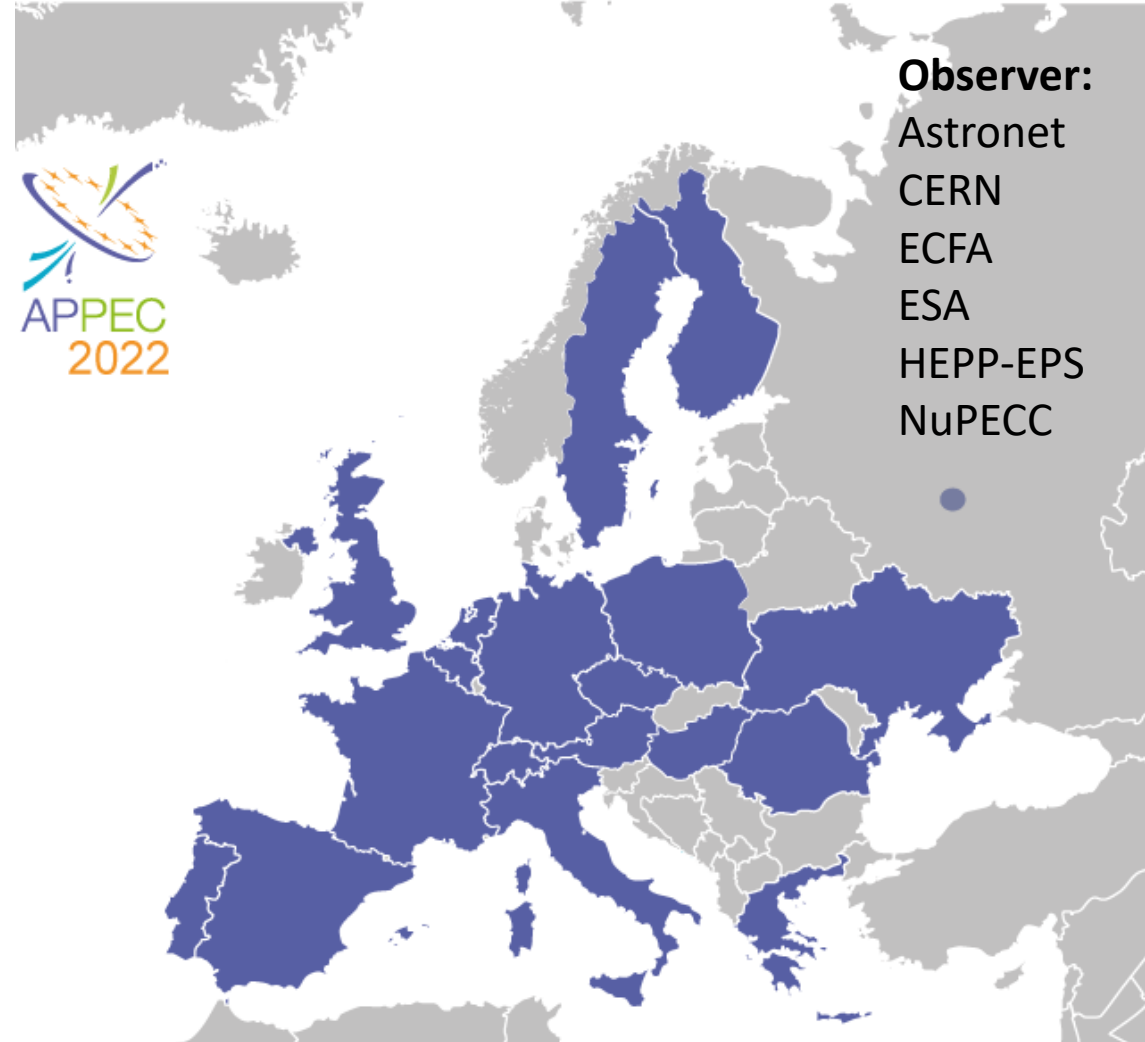 Observer:
Astronet
CERN
ECFA
ESA
HEPP-EPS
NuPECC
APPEC
2022